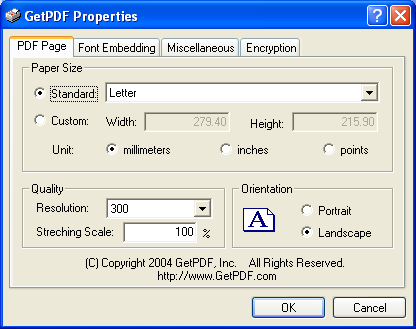 GetPDF Properties
PDF Page Font Embedding Miscellaneous Encryption
Paper Size
Standard: Letter
Custom: Width: 279.40 Height: 215.90
Unit: millimeters inches points
Quality
Resolution: 300
Streching Scale: 100 %
Orientation
A
Portrait
Landscape
(C) Copyright 2004 GetPDF, Inc. All Rights Reserved.
http://www.GetPDF.com
OK Cancel